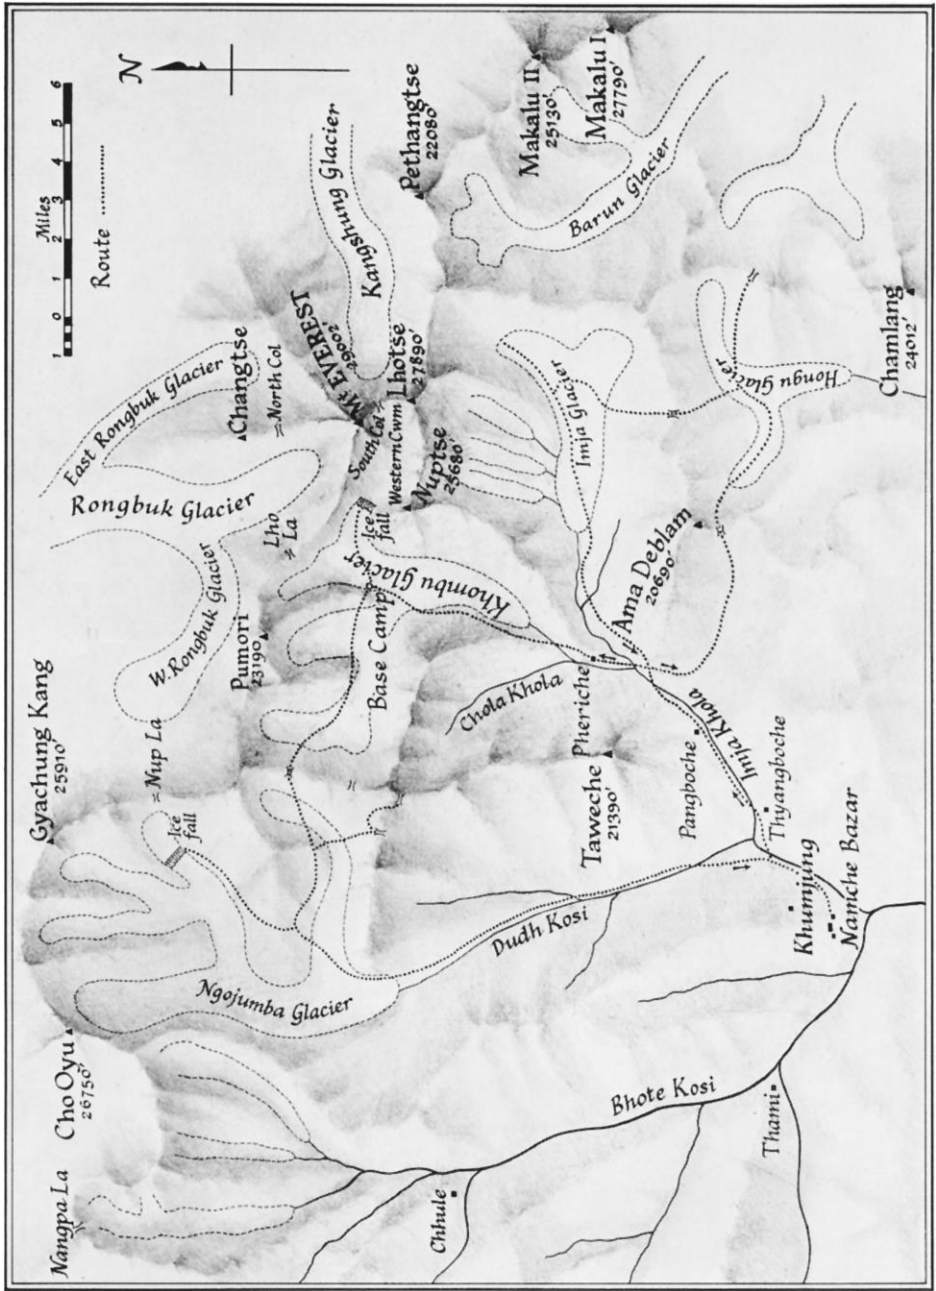 Nangpa La
Cho Oyu
26750'
Gyachung Kang
25910'
Miles
1 0 1 2 3 4 5 6
Route
N
East Rongbuk Glacier
Rongbuk Glacier
W. Rongbuk Glacier
Nup La
Ice
fall
Changtse
North Col
Lho
La
Pumori
23190'
Ngojumba Glacier
Mt. EVEREST
29002'
Kangshung Glacier
South Col
Lhotse
27890'
Western Cwm
Ice
fall
Nuptse
25680'
Pethangtse
22080'
Base Camp
Khombu Glacier
Makalu II
25130'
Makalu I
27790'
Barun Glacier
Chhule
Dudh Kosi
Chola Khola
Imja Glacier
Pheriche
Taweche
21390'
Ama Deblam
20690'
Bhote Kosi
Pangboche
Imja Khola
Thyangboche
Hongu Glacier
Thami
Khumjung
Namche Bazar
Chamlang
24012'